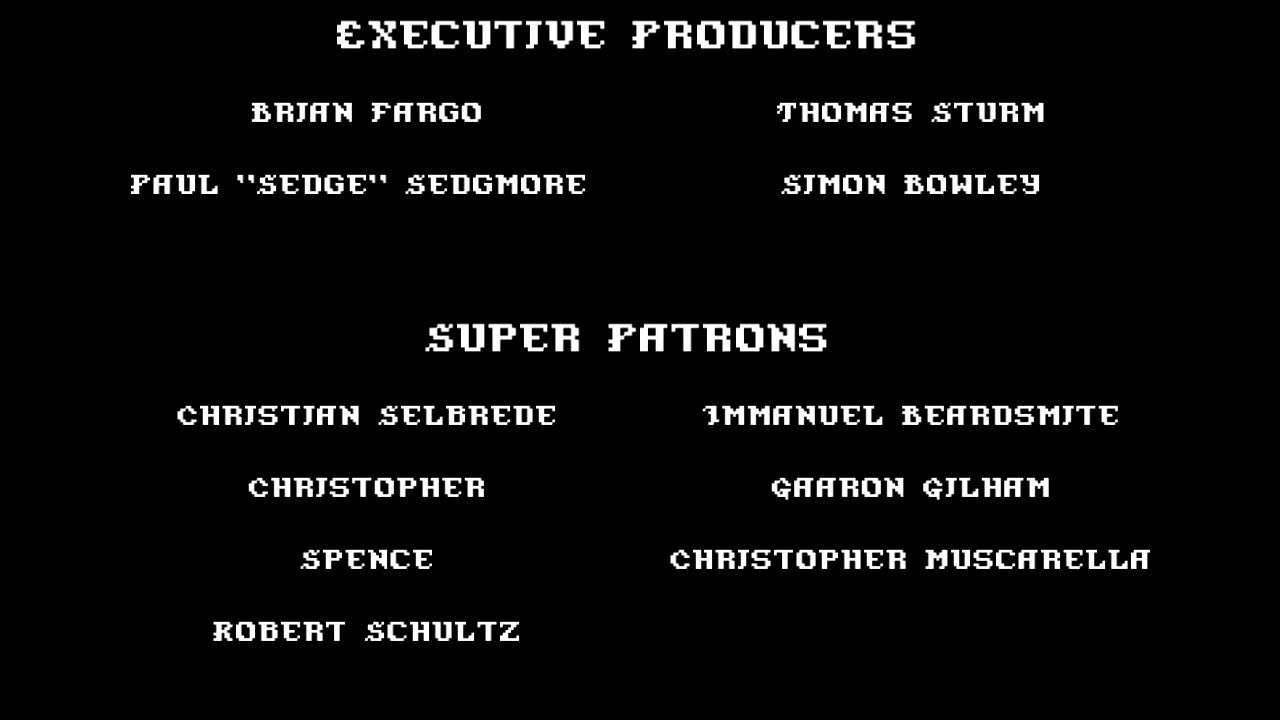 EXECUTIVE PRODUCERS
BRIAN FARGO THOMAS STURM
PAUL "SEDGE" SEDGMORE SIMON BOWLEY
SUPER PATRONS
CHRISTIAN SELBREDE IMMANUEL BEARDSMITE
CHRISTOPHER GAARON GILHAM
SPENCE CHRISTOPHER MUSCARELLA
ROBERT SCHULTZ